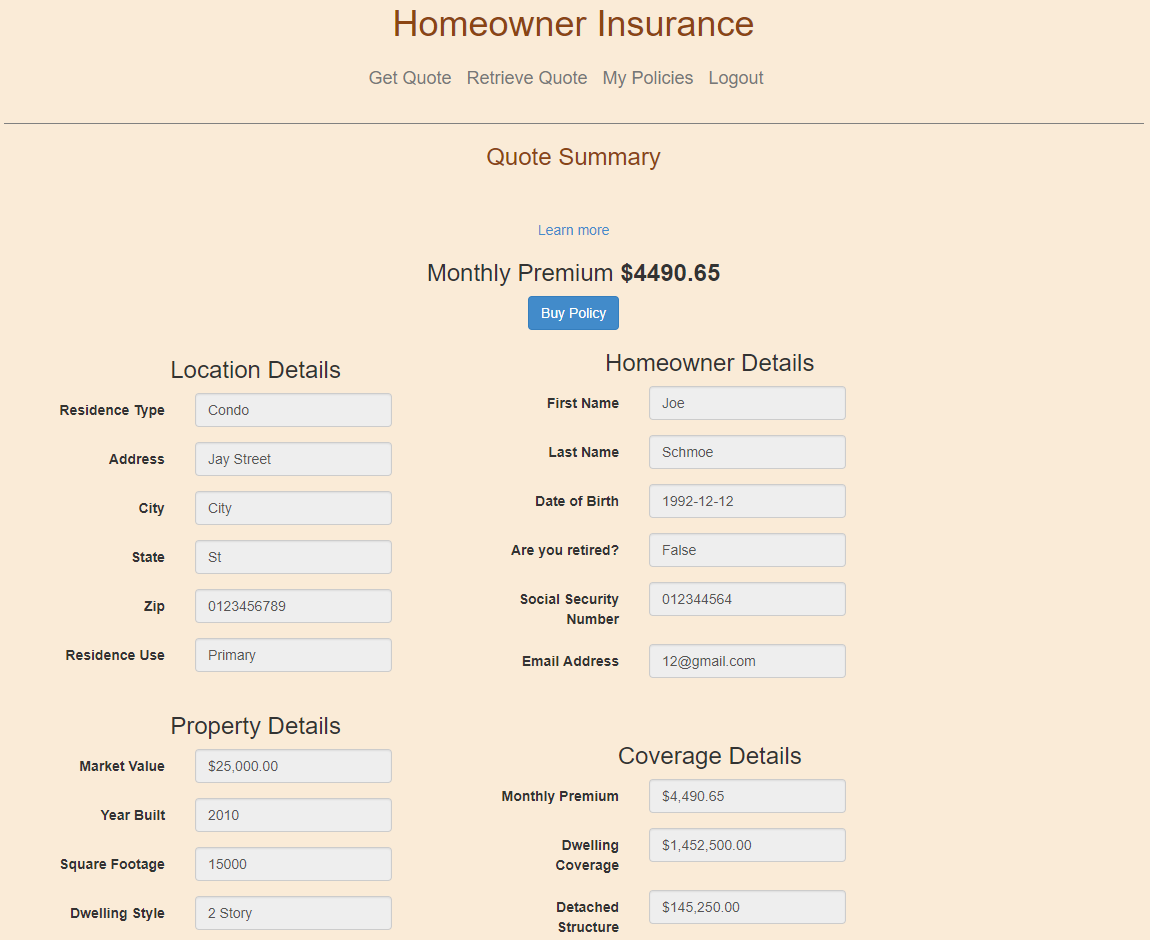 Homeowner Insurance
Get Quote Retrieve Quote My Policies Logout
Quote Summary
Learn more
Monthly Premium $4490.65
Buy Policy
Location Details
Residence Type Condo
Address Jay Street
City City
State St
Zip 0123456789
Residence Use Primary
Homeowner Details
First Name Joe
Last Name Schmoe
Date of Birth 1992-12-12
Are you retired? False
Social Security 012344564
Number
Email Address 12@gmail.com
Property Details
Market Value $25,000.00
Year Built 2010
Square Footage 15000
Dwelling Style 2 Story
Coverage Details
Monthly Premium $4,490.65
Dwelling $1,452,500.00
Coverage
Detached $145,250.00
Structure